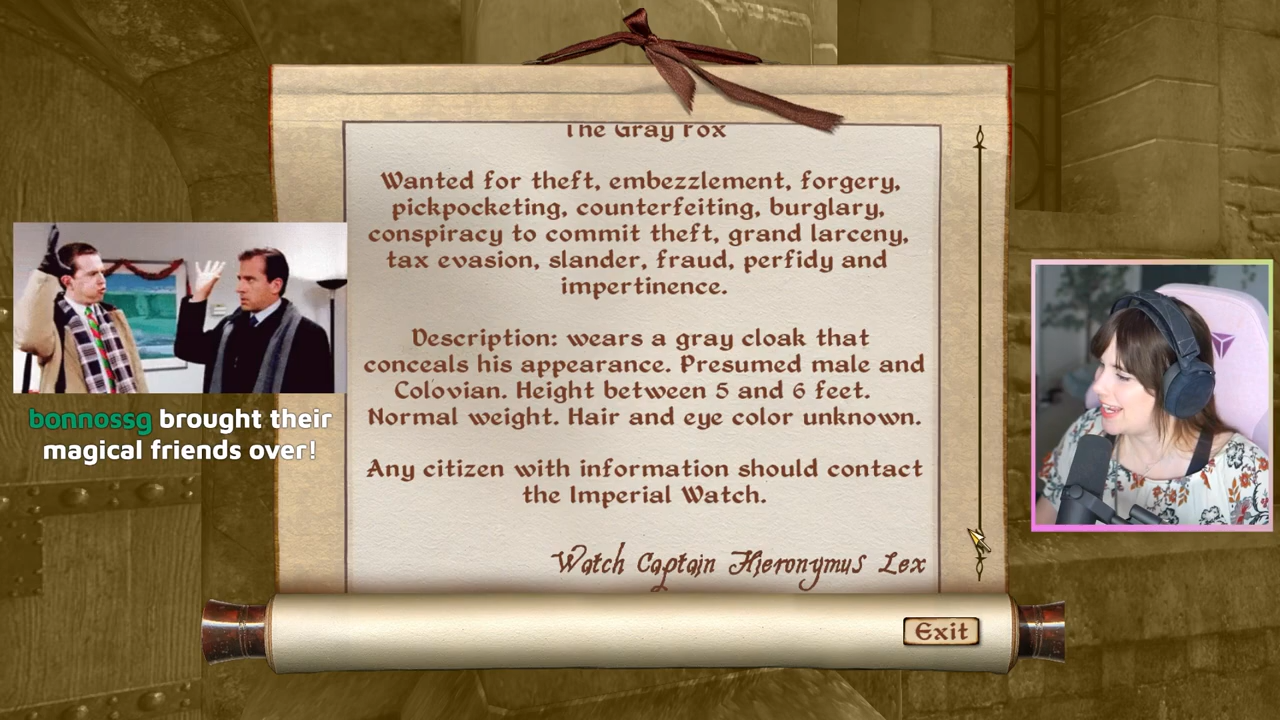 The Gray Fox
Wanted for theft, embezzlement, forgery,
pickpocketing, counterfeiting, burglary,
conspiracy to commit theft, grand larceny,
tax evasion, slander, fraud, perfidy and
impertinence.
Description: wears a gray cloak that
conceals his appearance. Presumed male and
Colovian. Height between 5 and 6 feet.
Normal weight. Hair and eye color unknown.
Any citizen with information should contact
the Imperial Watch.
Watch Captain Hieronymus Lex
Exit
bonnossg brought their
magical friends over!